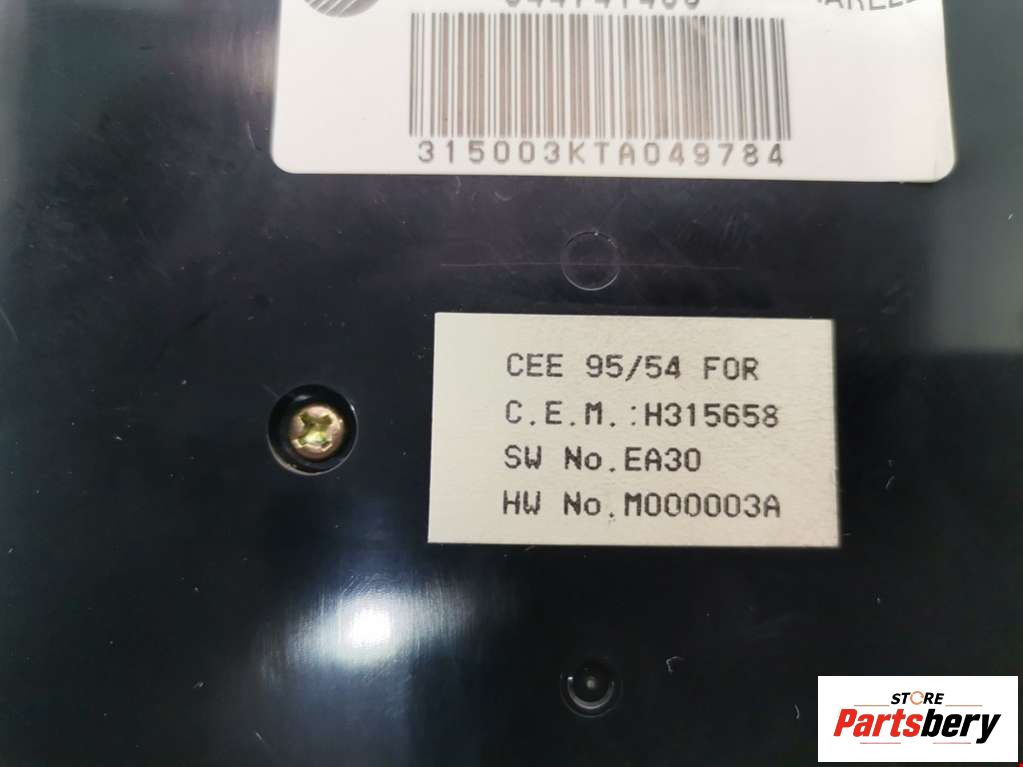 315003KTA049784
CEE 95/54 FOR
C.E.M.:H315658
SW No.EA30
HW No.M000003A
STORE
Partsbery